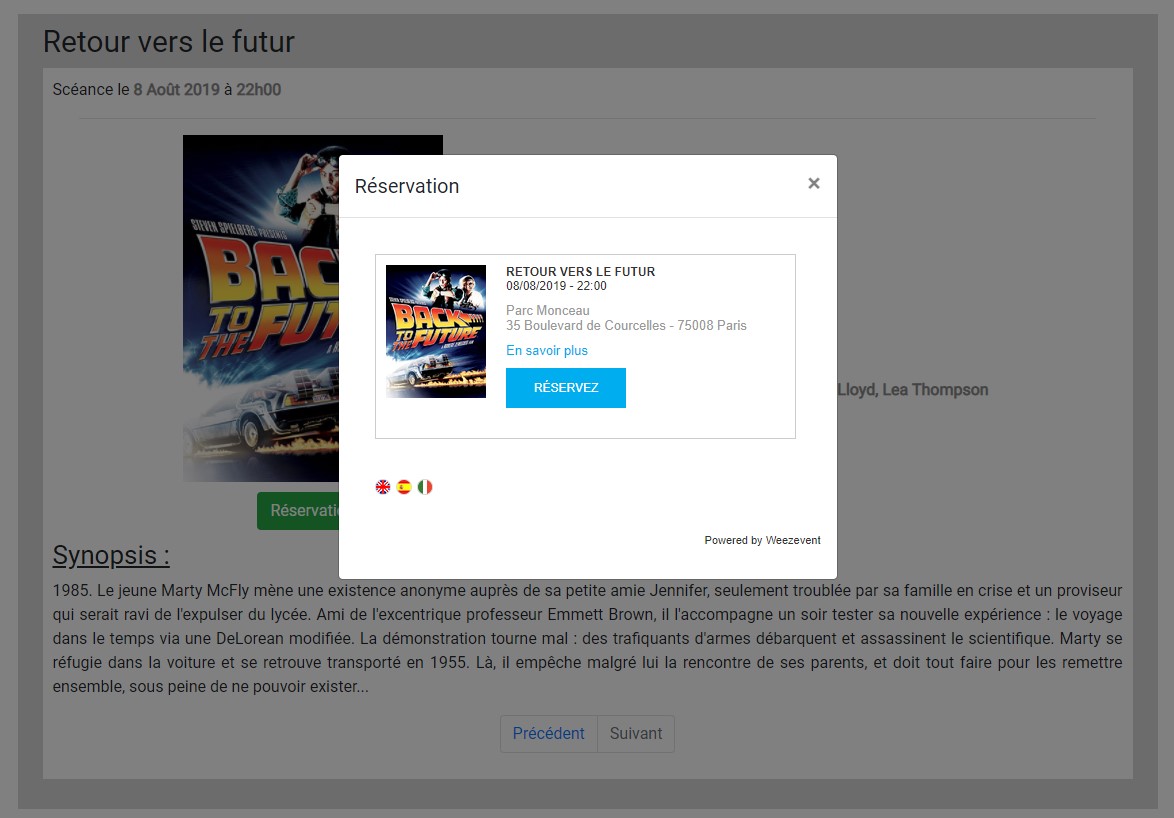 Retour vers le futur
Scéance le 8 Août 2019 à 22h00
STEVEN SPIELBERG PRESENTS
BACK
TO
THE FUTURE
Réservation
×
BACK
TO
THE FUTURE
RETOUR VERS LE FUTUR
08/08/2019 - 22:00
Parc Monceau
35 Boulevard de Courcelles - 75008 Paris
En savoir plus
RÉSERVEZ
Powered by Weezevent
Lloyd, Lea Thompson
Synopsis :
1985. Le jeune Marty McFly mène une existence anonyme auprès de sa petite amie Jennifer, seulement troublée par sa famille en crise et un proviseur
qui serait ravi de l'expulser du lycée. Ami de l'excentrique professeur Emmett Brown, il l'accompagne un soir tester sa nouvelle expérience : le voyage
dans le temps via une DeLorean modifiée. La démonstration tourne mal : des trafiquants d'armes débarquent et assassinent le scientifique. Marty se
réfugie dans la voiture et se retrouve transporté en 1955. Là, il empêche malgré lui la rencontre de ses parents, et doit tout faire pour les remettre
ensemble, sous peine de ne pouvoir exister...
Précédent Suivant